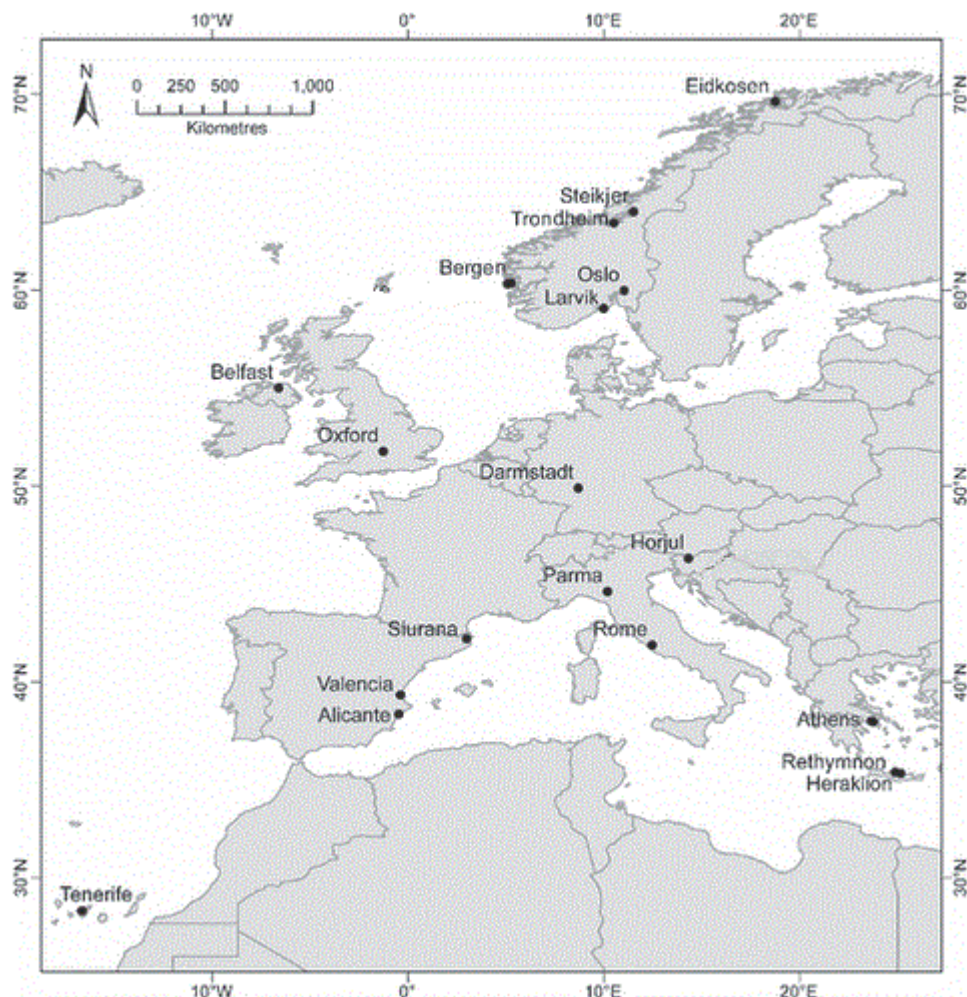 10°W 0° 10°E 20°E
N
0 250 500 1,000
Kilometres
70°N 70°N
Eidkosen
Steikjer
Trondheim
Bergen
Oslo
60°N 60°N
Larvik
Belfast
Oxford
Darmstadt
50°N 50°N
Horjul
Parma
Siurana
Rome
40°N 40°N
Valencia
Alicante
Athens
Rethymnon
Heraklion
30°N 30°N
Tenerife
10°W 0° 10°E 20°E